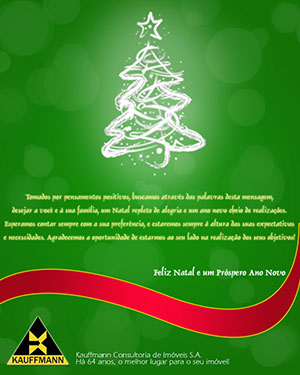 Tomados por pensamentos positivos, buscamos através das palavras desta mensagem,
desejar a você e à sua família, um Natal repleto de alegria e um ano novo cheio de realizações.
Esperamos contar sempre com a sua preferência, e estaremos sempre à altura das suas expectativas
e necessidades. Agradecemos a oportunidade de estarmos ao seu lado na realização dos seus objetivos!
Feliz Natal e um Próspero Ano Novo
KAUFFMANN
Kauffmann Consultoria de Imóveis S.A.
Há 64 anos, o melhor lugar para o seu imóvel!